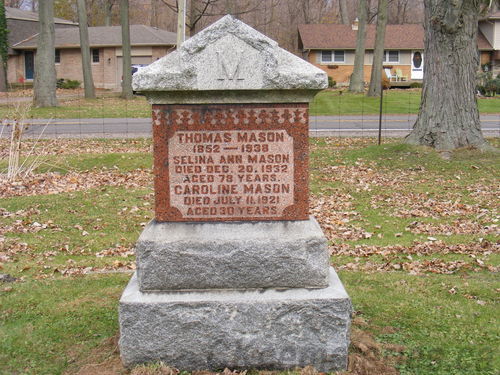 M
THOMAS MASON
1852 — 1938
SELINA ANN MASON
DIED DEC. 20. 1932
AGED 78 YEARS.
CAROLINE MASON
DIED JULY 11. 1921
AGED 30 YEARS